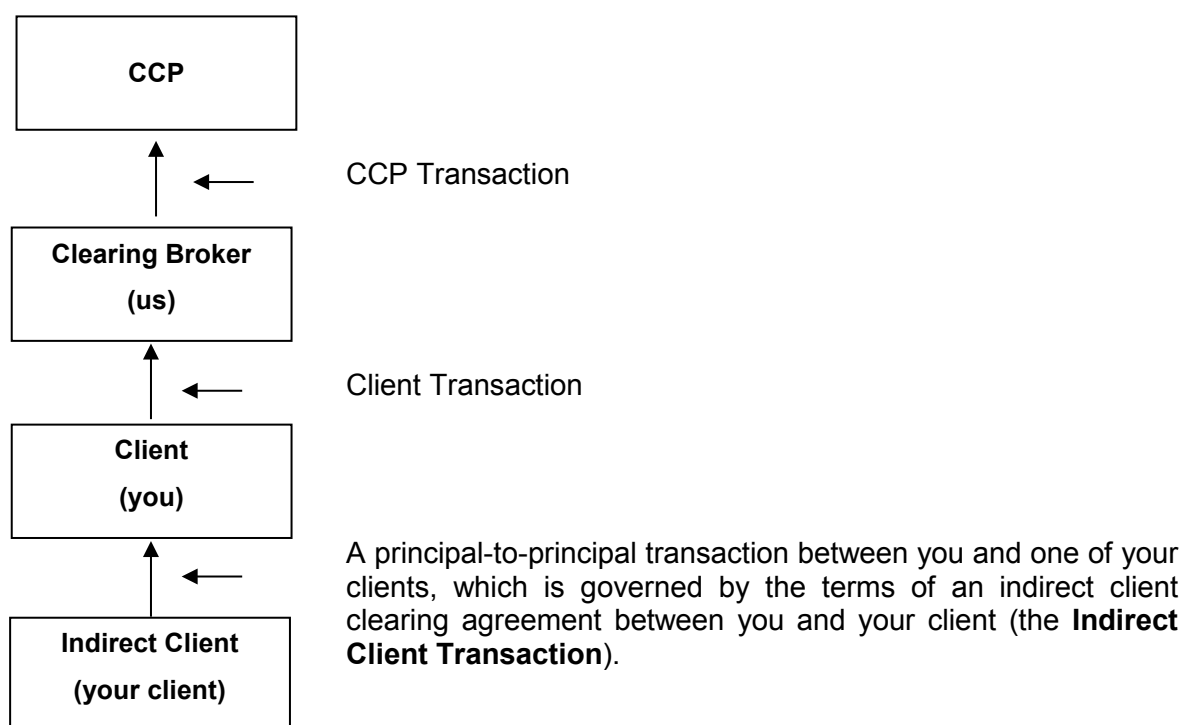 CCP
CCP Transaction
Clearing Broker
(us)
Client Transaction
Client
(you)
A principal-to-principal transaction between you and one of your
clients, which is governed by the terms of an indirect client
clearing agreement between you and your client (the Indirect
Client Transaction).
Indirect Client
(your client)